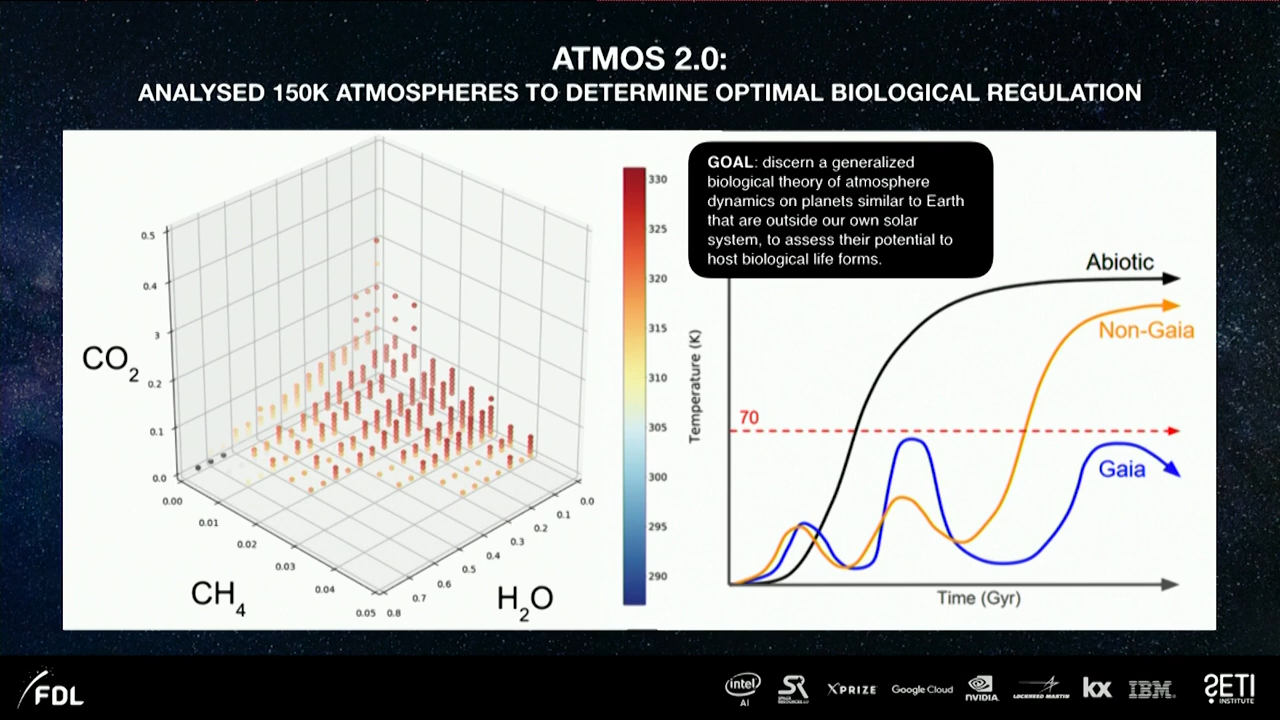 ATMOS 2.0:
ANALYSED 150K ATMOSPHERES TO DETERMINE OPTIMAL BIOLOGICAL REGULATION
0.5
0.4
3
0.2
0.1
0.0
CO2
0.00
0.01
0.02
0.03
0.04
0.05
CH4
0.8
0.7
0.6
0.5
0.4
0.3
0.2
0.1
0.0
H2O
330
325
320
315
310
305
300
295
290
GOAL: discern a generalized
biological theory of atmosphere
dynamics on planets similar to Earth
that are outside our own solar
system, to assess their potential to
host biological life forms.
Temperature (K)
70
Abiotic
Non-Gaia
Gaia
Time (Gyr)
FDL
intel
AI
SR
SPACE
RESOURCES.LU
XPRIZE
Google Cloud
NVIDIA
LOCKHEED MARTIN
kx
IBM
SETI
INSTITUTE